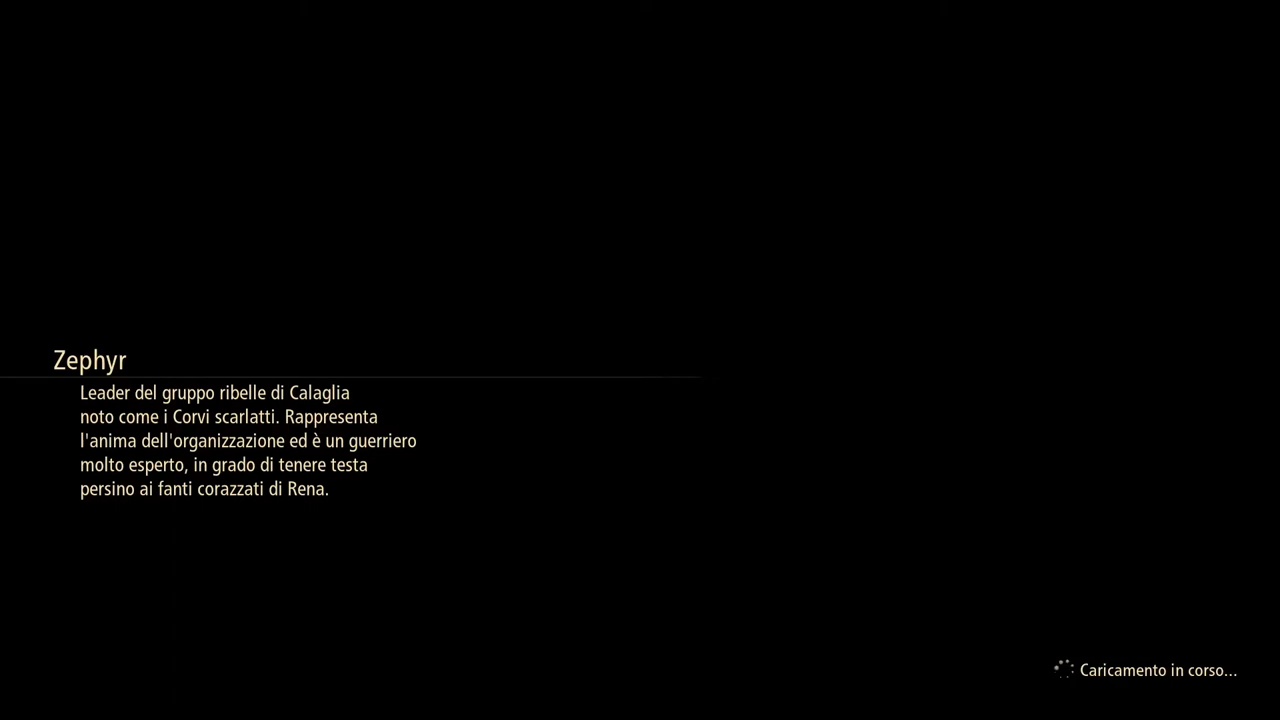 Zephyr
Leader del gruppo ribelle di Calaglia
noto come i Corvi scarlatti. Rappresenta
l'anima dell'organizzazione ed è un guerriero
molto esperto, in grado di tenere testa
persino ai fanti corazzati di Rena.
Caricamento in corso...